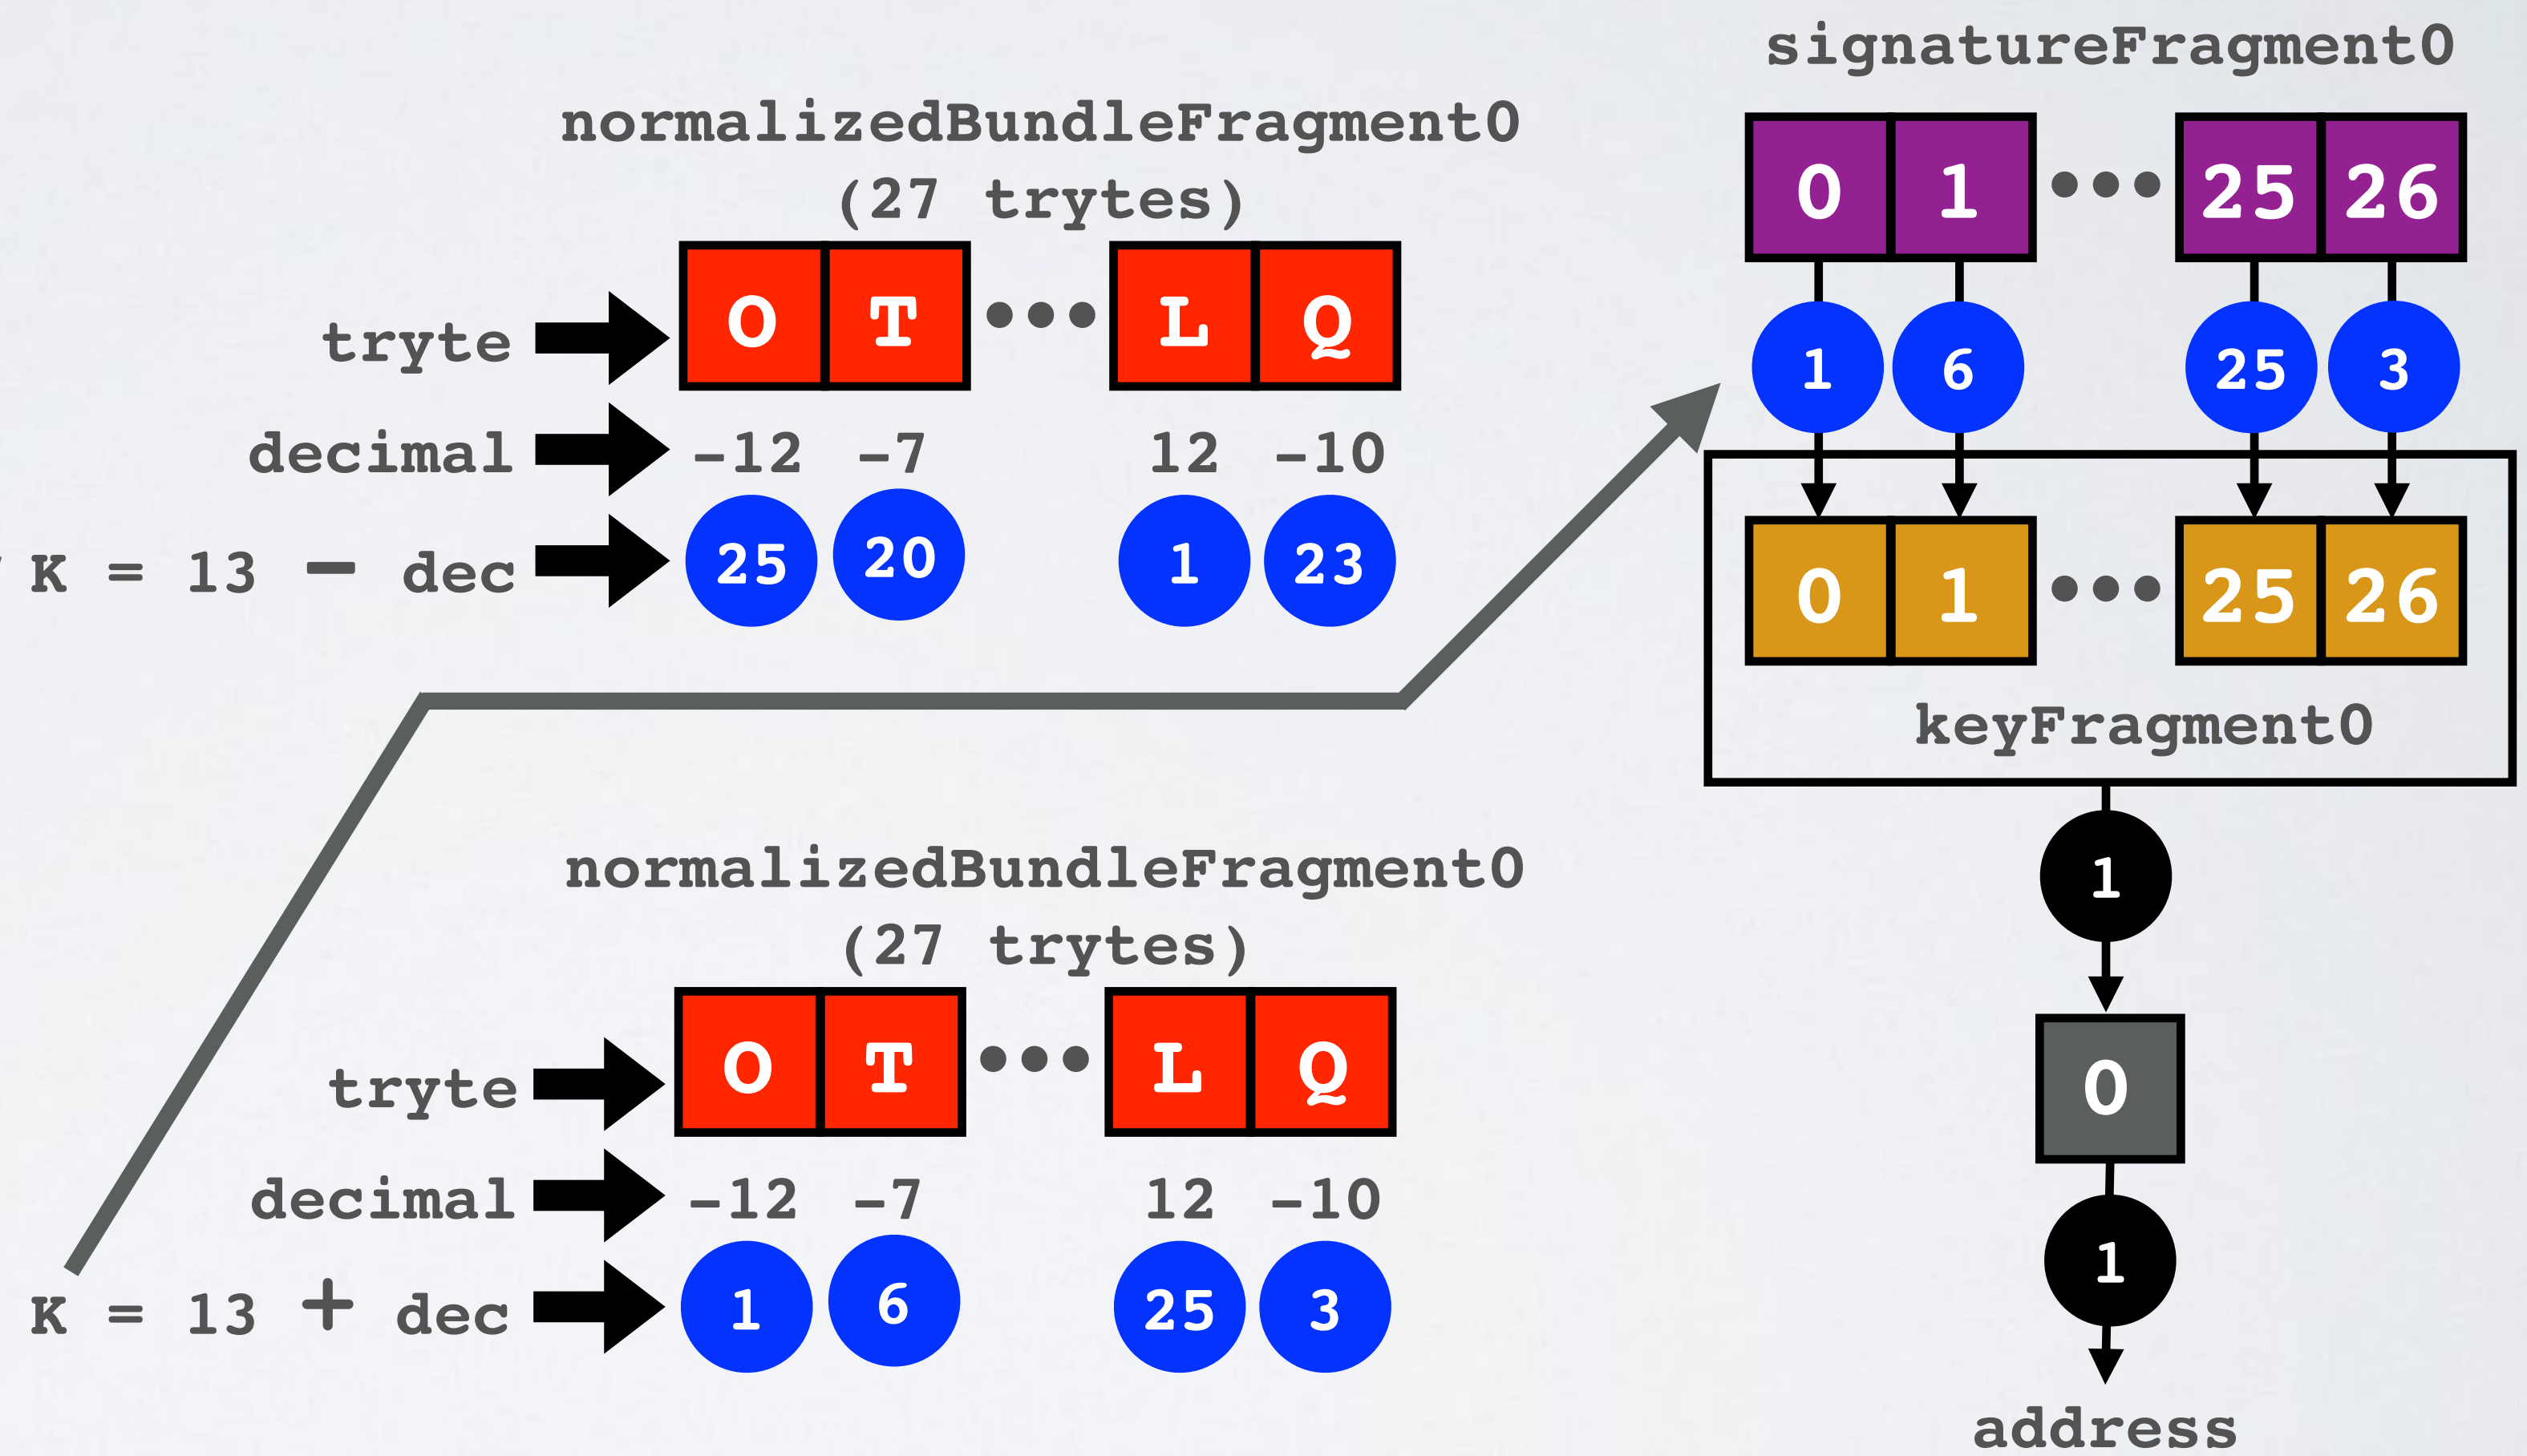 signatureFragment0
0 1 ••• 25 26
1 6 25 3
0 1 ••• 25 26
keyFragment0
1
0
1
address
normalizedBundleFragment0
(27 trytes)
tryte O T ••• L Q
decimal -12 -7 12 -10
K = 13 - dec 25 20 1 23
normalizedBundleFragment0
(27 trytes)
tryte O T ••• L Q
decimal -12 -7 12 -10
K = 13 + dec 1 6 25 3